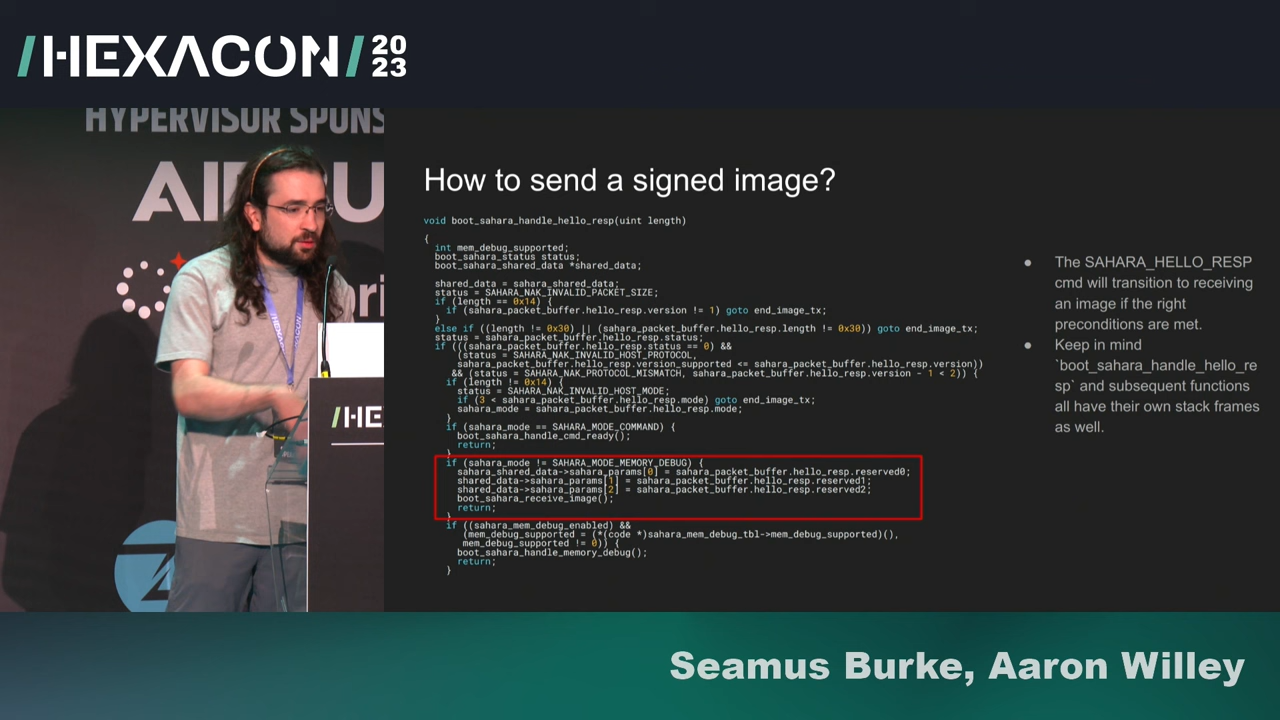 /HEXACON/ 20
23
HYPERVISOR SPONS
How to send a signed image?
void boot_sahara_handle_hello_resp(uint length)
{
int mem_debug_supported;
boot_sahara_status status;
boot_sahara_shared_data *shared_data;
shared_data = sahara_shared_data;
status = SAHARA_NAK_INVALID_PACKET_SIZE;
if (length == 0x14) {
if (sahara_packet_buffer.hello_resp.version != 1) goto end_image_tx;
}
else if ((length != 0x30) || (sahara_packet_buffer.hello_resp.length != 0x30)) goto end_image_tx;
status = sahara_packet_buffer.hello_resp.status;
if (((sahara_packet_buffer.hello_resp.status == 0) &&
(status = SAHARA_NAK_INVALID_HOST_PROTOCOL,
sahara_packet_buffer.hello_resp.version_supported <= sahara_packet_buffer.hello_resp.version))
&& (status = SAHARA_NAK_PROTOCOL_MISMATCH, sahara_packet_buffer.hello_resp.version - 1 < 2)) {
if (length != 0x14) {
status = SAHARA_NAK_INVALID_HOST_MODE;
if (3 < sahara_packet_buffer.hello_resp.mode) goto end_image_tx;
sahara_mode = sahara_packet_buffer.hello_resp.mode;
}
if (sahara_mode == SAHARA_MODE_COMMAND) {
boot_sahara_handle_cmd_ready();
return;
}
if (sahara_mode != SAHARA_MODE_MEMORY_DEBUG) {
sahara_shared_data->sahara_params[0] = sahara_packet_buffer.hello_resp.reserved0;
shared_data->sahara_params[1] = sahara_packet_buffer.hello_resp.reserved1;
shared_data->sahara_params[2] = sahara_packet_buffer.hello_resp.reserved2;
boot_sahara_receive_image();
return;
}
if ((sahara_mem_debug_enabled) &&
(mem_debug_supported = (*(code *)sahara_mem_debug_tbl->mem_debug_supported)(),
mem_debug_supported != 0)) {
boot_sahara_handle_memory_debug();
return;
}
● The SAHARA_HELLO_RESP
cmd will transition to receiving
an image if the right
preconditions are met.
● Keep in mind
`boot_sahara_handle_hello_re
sp` and subsequent functions
all have their own stack frames
as well.
/HE
Seamus Burke, Aaron Willey